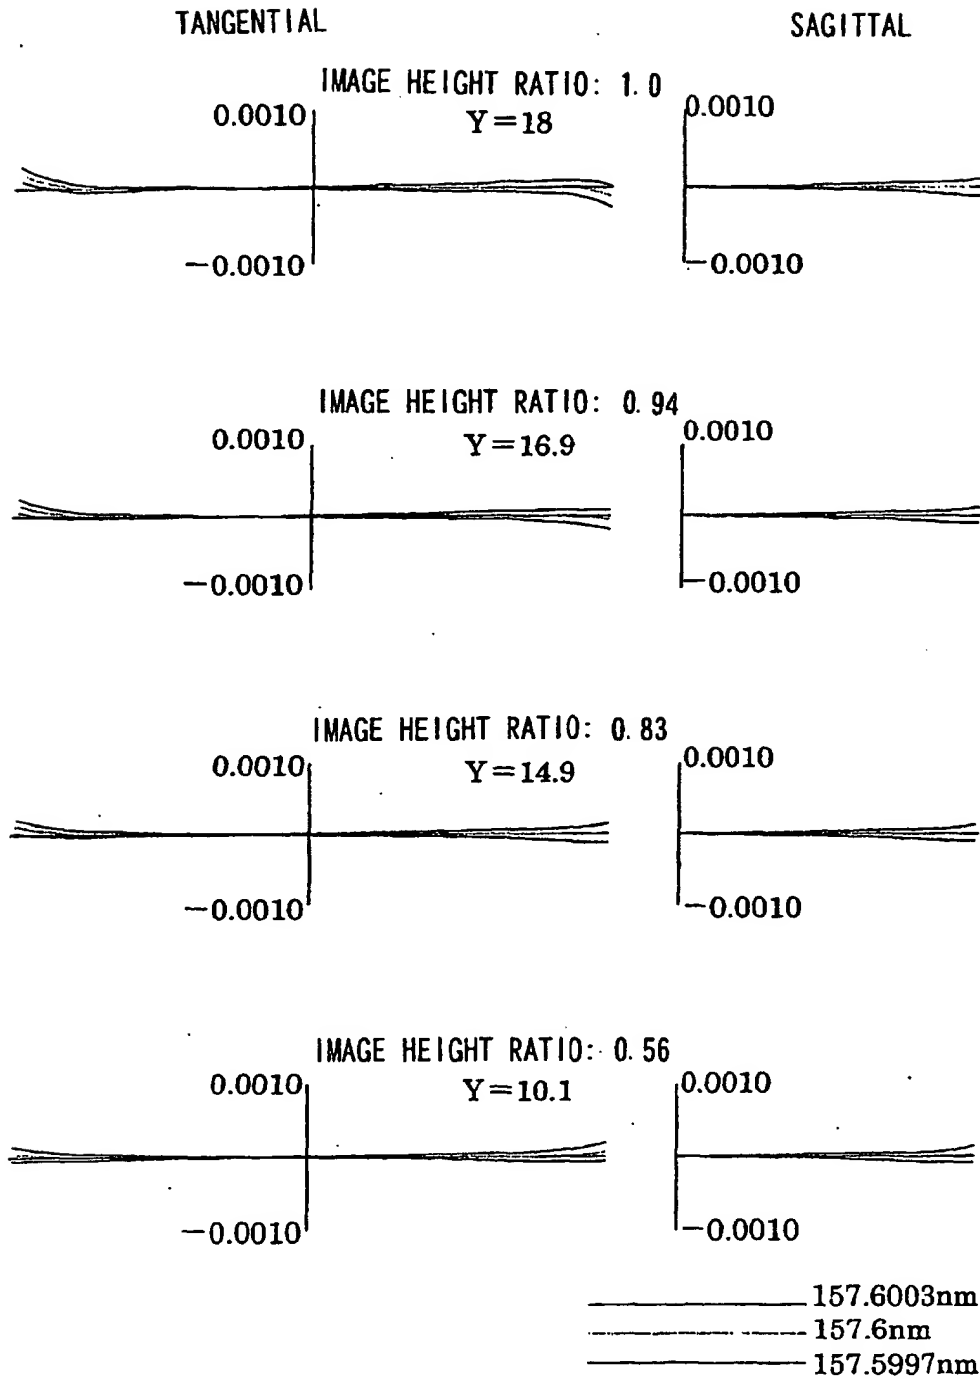 TANGENTIAL
SAGITTAL
IMAGE HEIGHT RATIO: 1.0
0.0010
Y=18
0.0010
−0.0010
−0.0010
IMAGE HEIGHT RATIO: 0.94
0.0010
Y=16.9
0.0010
−0.0010
−0.0010
IMAGE HEIGHT RATIO: 0.83
0.0010
Y=14.9
0.0010
−0.0010
−0.0010
IMAGE HEIGHT RATIO: 0.56
0.0010
Y=10.1
0.0010
−0.0010
−0.0010
157.6003nm
157.6nm
157.5997nm